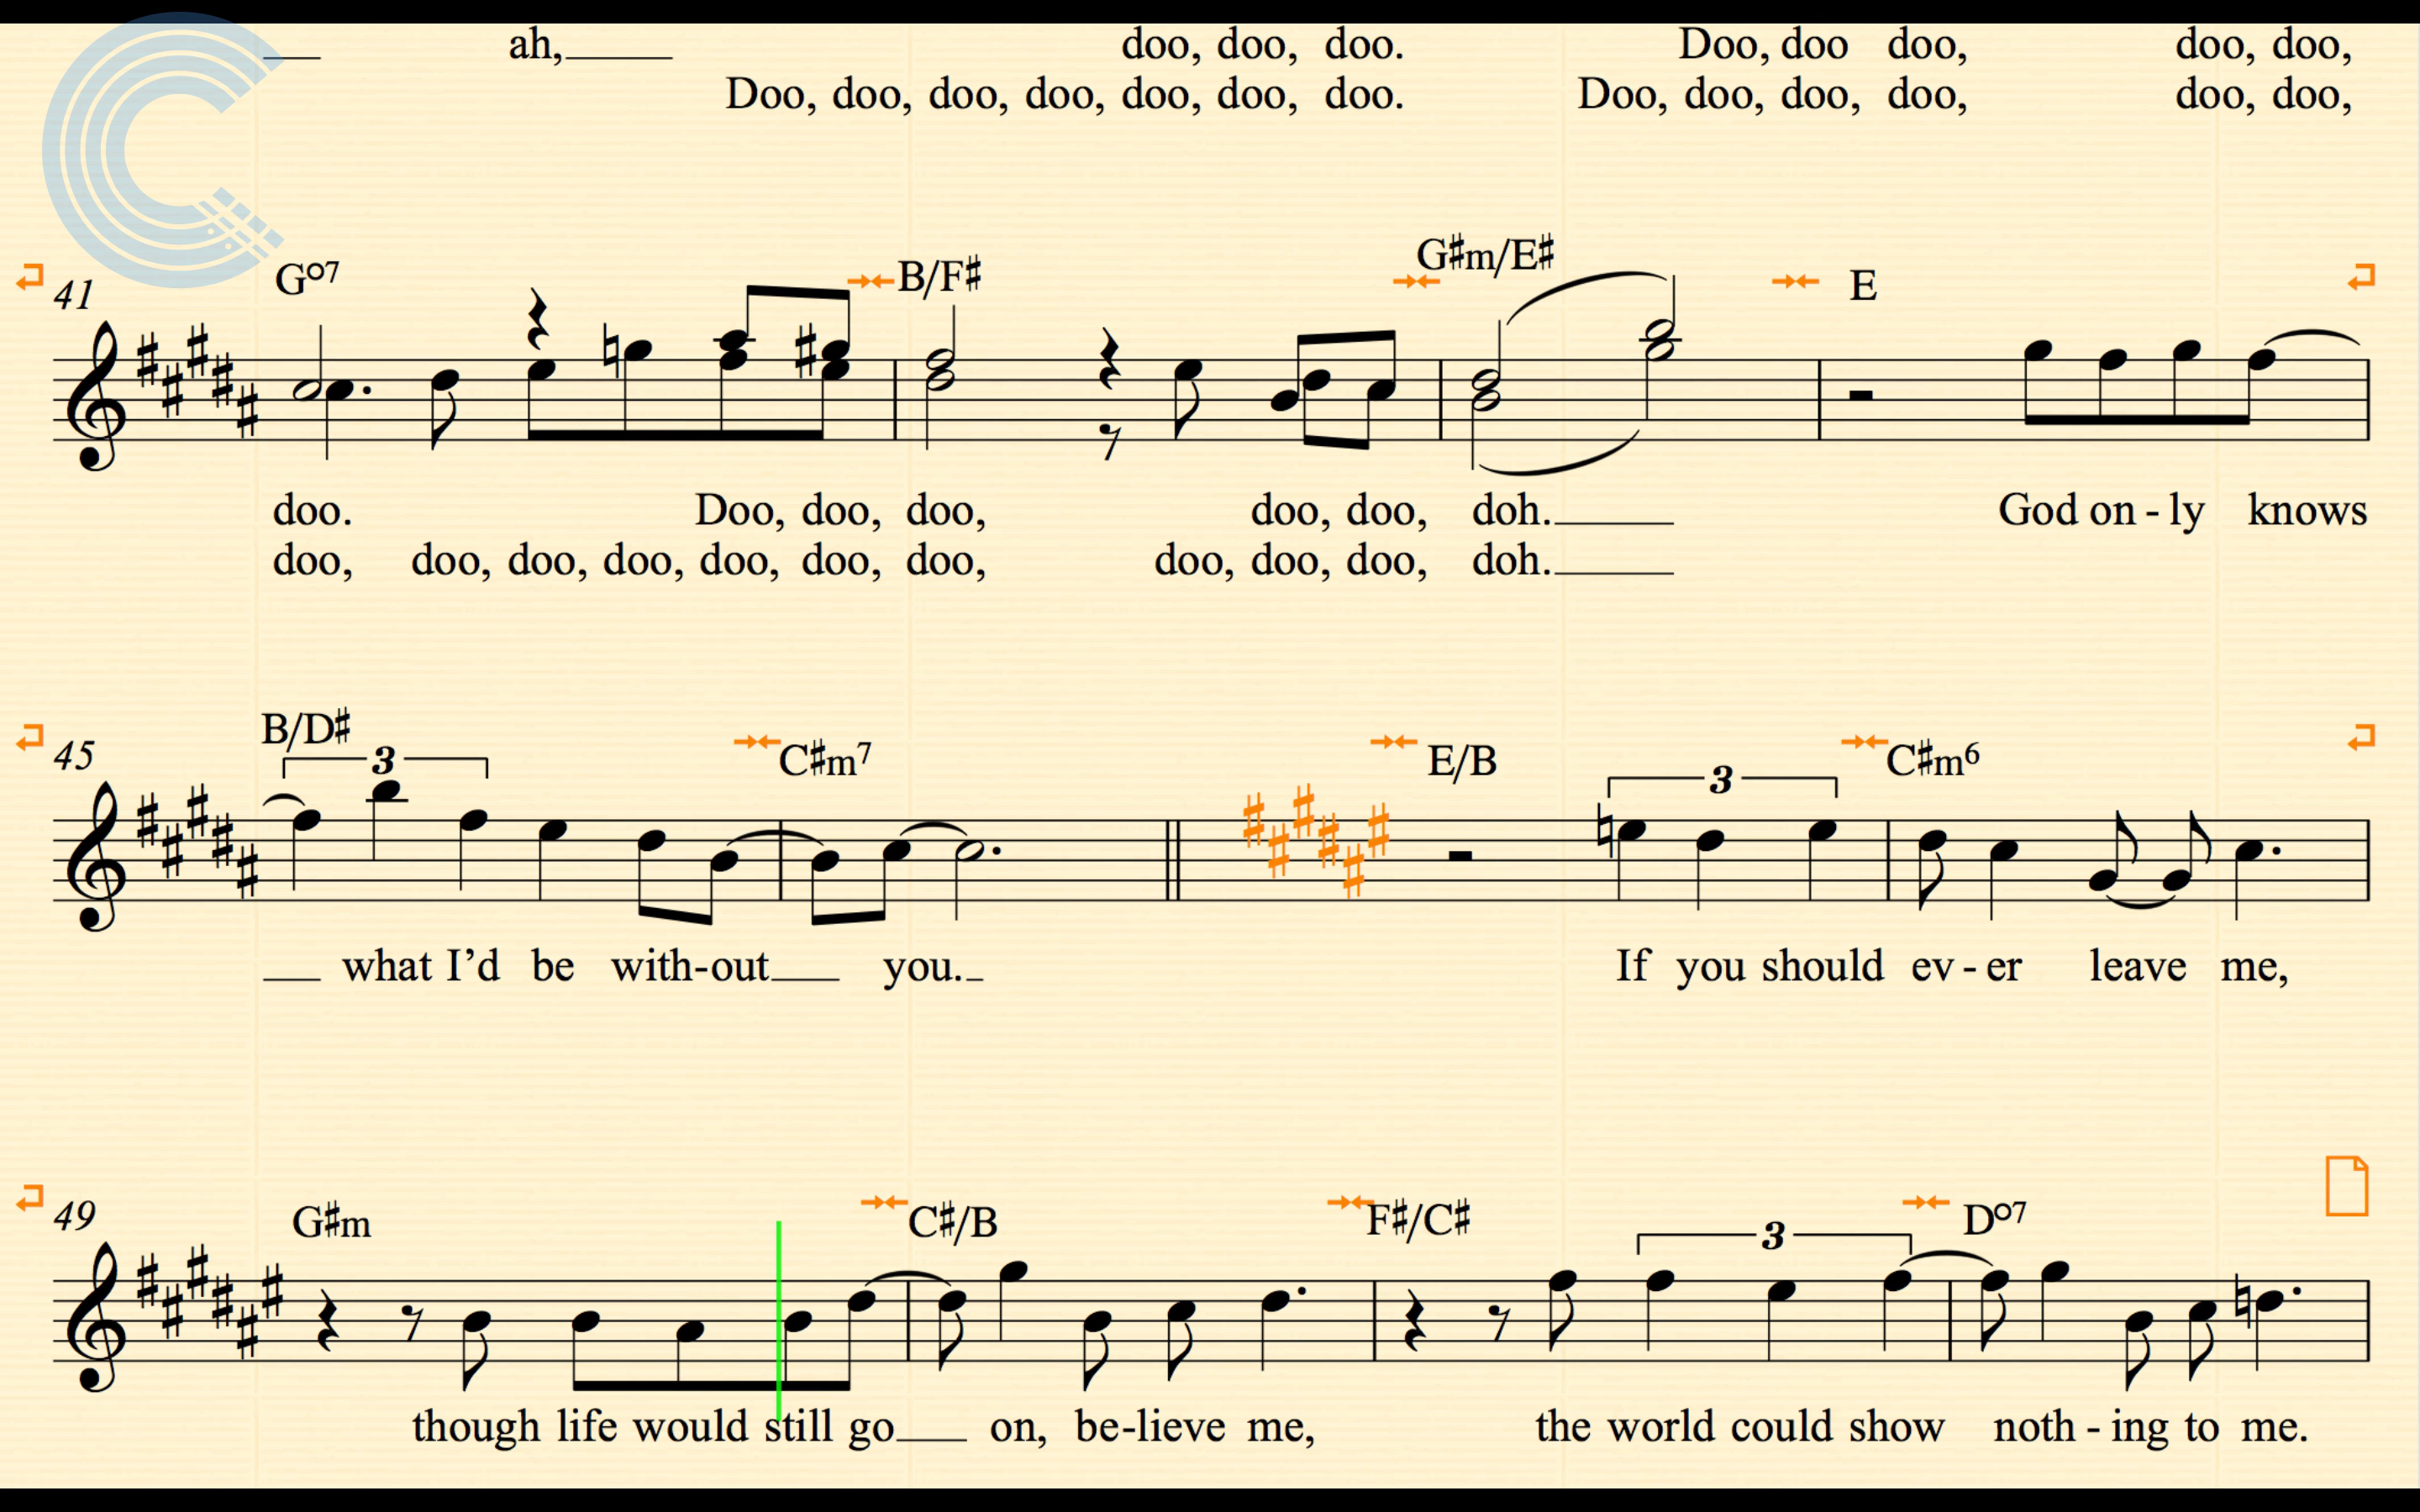 ah, doo, doo, doo. Doo, doo doo, doo, doo,
Doo, doo, doo, doo, doo, doo, doo. Doo, doo, doo, doo, doo, doo,
G♯m/E♯
41 G°7 B/F♯ E
doo. Doo, doo, doo, doo, doo, doh. God on - ly knows
doo, doo, doo, doo, doo, doo, doo, doo, doo, doo, doh.
B/D♯
45 3 C♯m7 E/B 3 C♯m6
what I'd be with-out you. If you should ev - er leave me,
49 G♯m C♯/B F♯/C♯ 3 D°7
though life would still go on, be-lieve me, the world could show noth - ing to me.